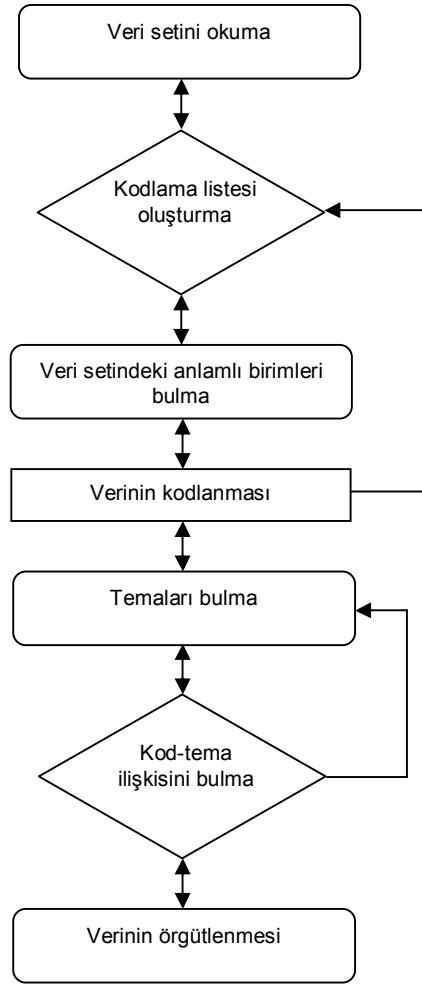 Veri setini okuma
Kodlama listesi
oluşturma
Veri setindeki anlamlı birimleri
bulma
Verinin kodlanması
Temaları bulma
Kod-tema
ilişkisini bulma
Verinin örgütlenmesi